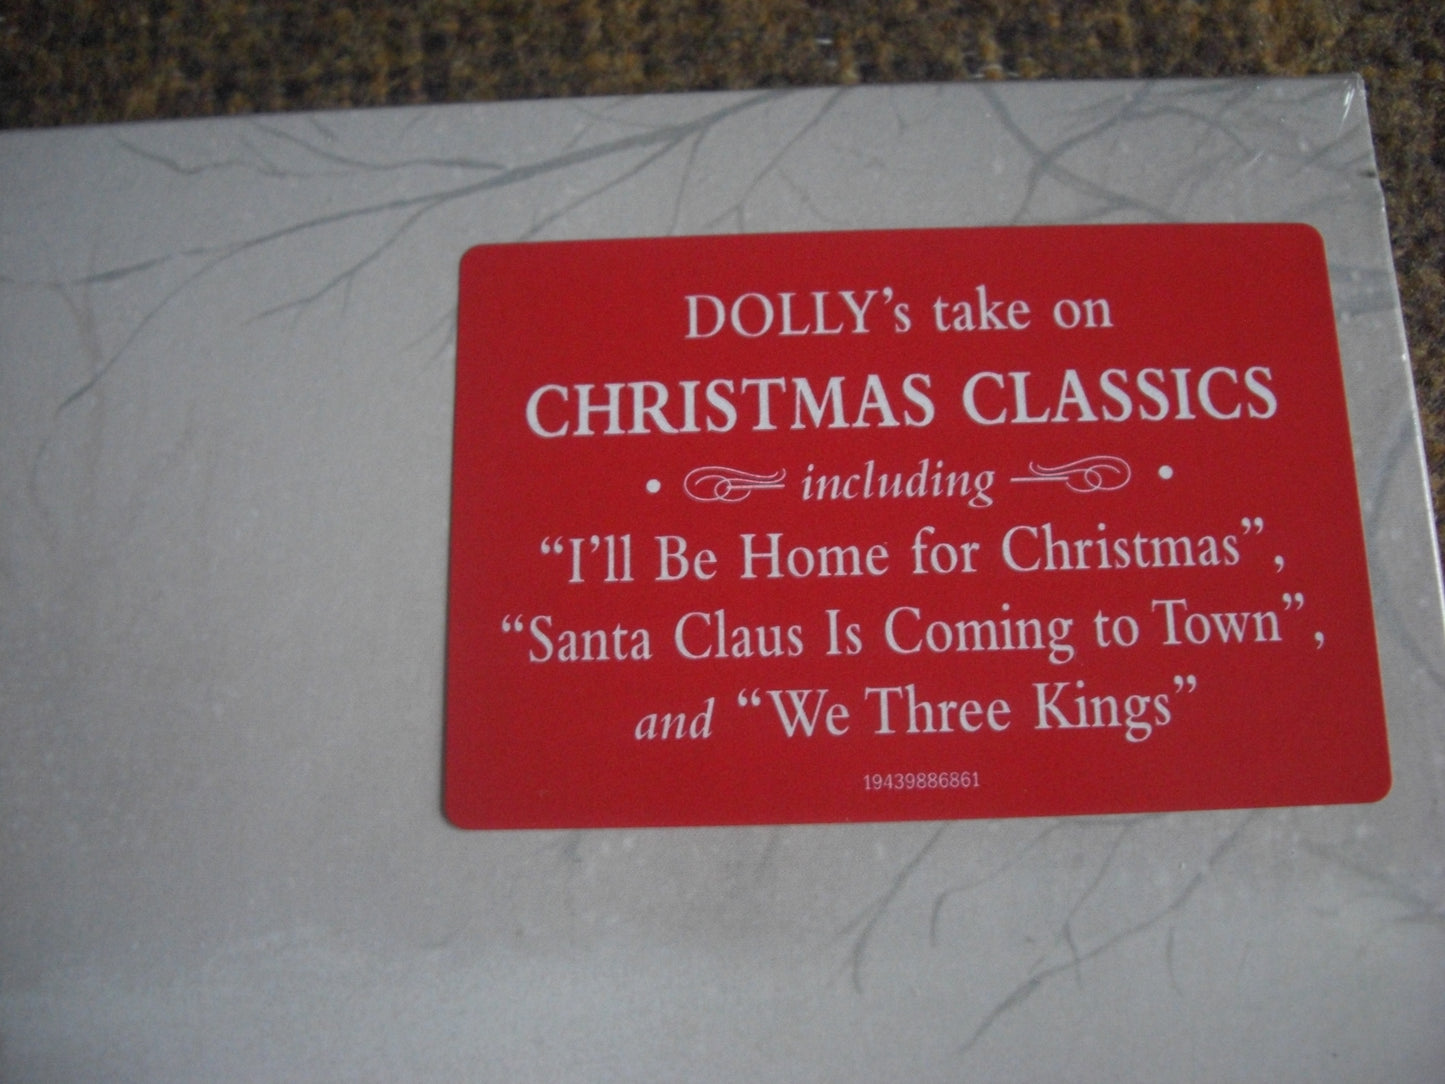 DOLLY’s take on
CHRISTMAS CLASSICS
• including •
“I’ll Be Home for Christmas”,
“Santa Claus Is Coming to Town”,
and “We Three Kings”
19439886861